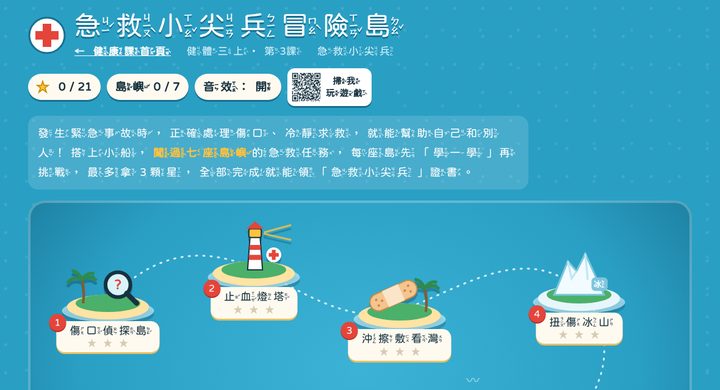 急救小尖兵冒險島
← 健康課首頁 健體三上・第3課 急救小尖兵
0 / 21
島嶼 0 / 7
音效： 開
掃我
玩遊戲
發生緊急事故時， 正確處理傷口、 冷靜求救， 就能幫助自己和別
人！ 搭上小船， 闖過七座島嶼的急救任務， 每座島先「學一學」再
挑戰， 最多拿 3 顆星， 全部完成就能領「急救小尖兵」證書。
?
冰
1
傷口偵探島
2
止血燈塔
3
沖擦敷看灣
4
扭傷冰山